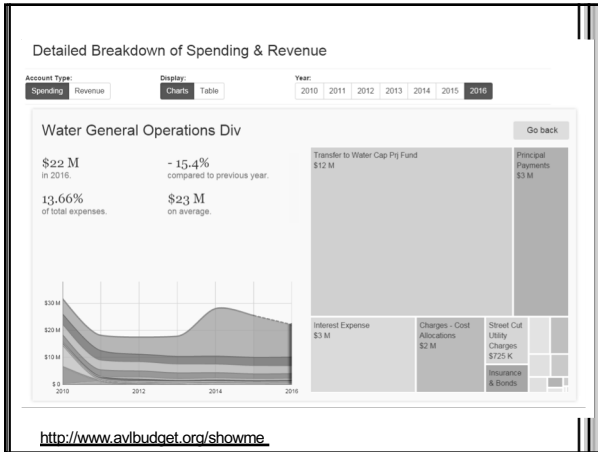 Detailed Breakdown of Spending & Revenue
Account Type:
Spending Revenue
Display:
Charts Table
Year:
2010 2011 2012 2013 2014 2015 2016
Water General Operations Div
Go back
$22 M
in 2016.
- 15.4%
compared to previous year.
13.66%
of total expenses.
$23 M
on average.
$30 M
$20 M
$10 M
$ 0
2010 2012 2014 2016
Transfer to Water Cap Prj Fund
$12 M
Principal
Payments
$3 M
Interest Expense
$3 M
Charges - Cost
Allocations
$2 M
Street Cut
Utility
Charges
$725 K
Insurance
& Bonds
http://www.avlbudget.org/showme